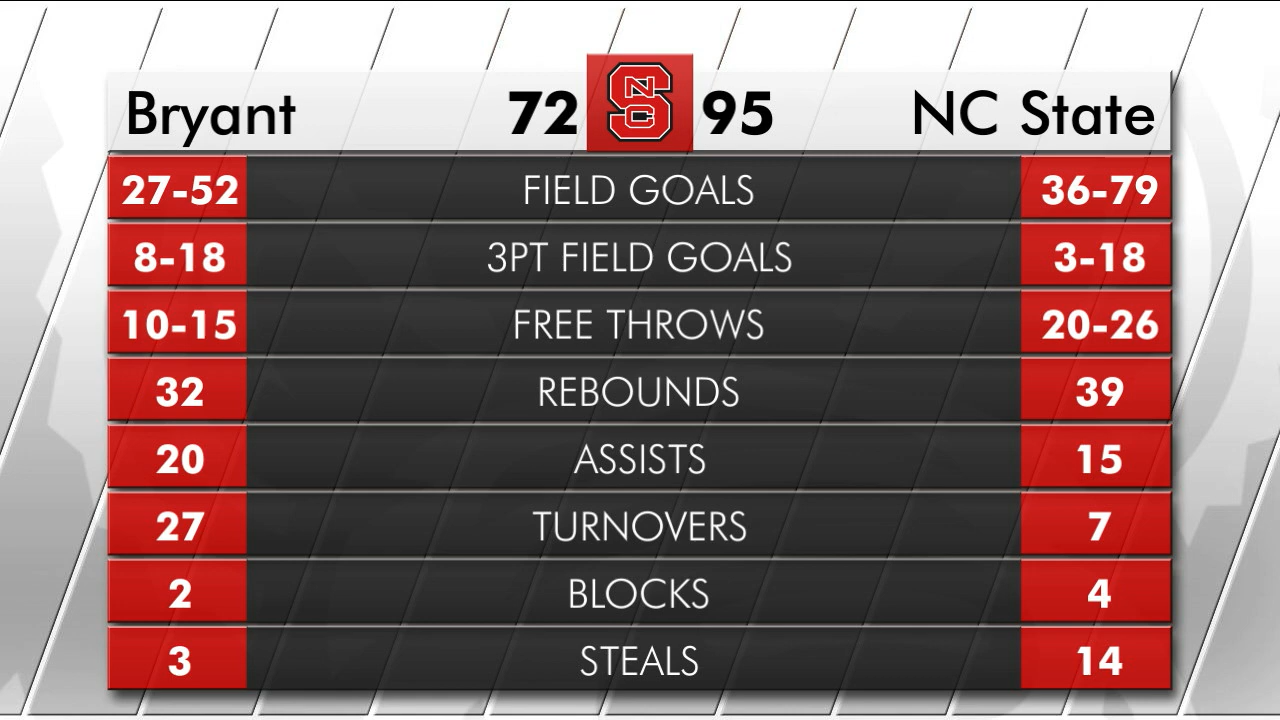 Bryant 72 NCS 95 NC State
27-52 FIELD GOALS 36-79
8-18 3PT FIELD GOALS 3-18
10-15 FREE THROWS 20-26
32 REBOUNDS 39
20 ASSISTS 15
27 TURNOVERS 7
2 BLOCKS 4
3 STEALS 14